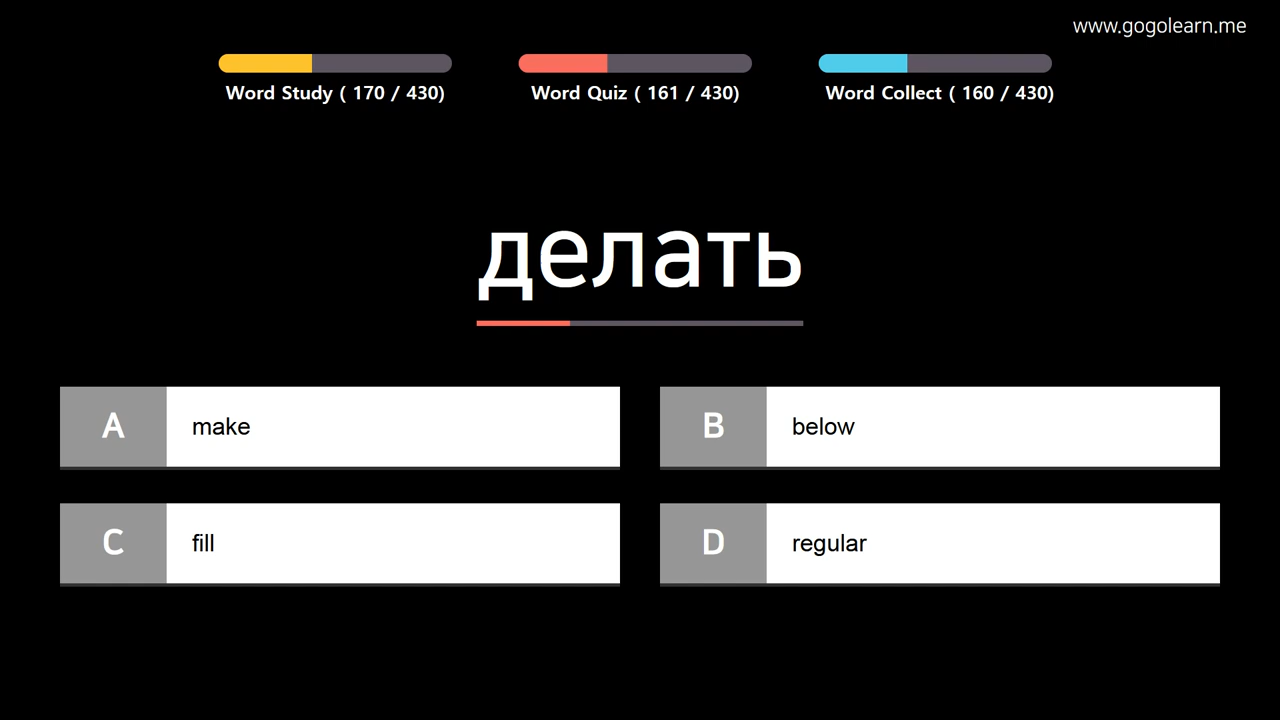 www.gogolearn.me
Word Study ( 170 / 430)
Word Quiz ( 161 / 430)
Word Collect ( 160 / 430)
делать
A make
B below
C fill
D regular